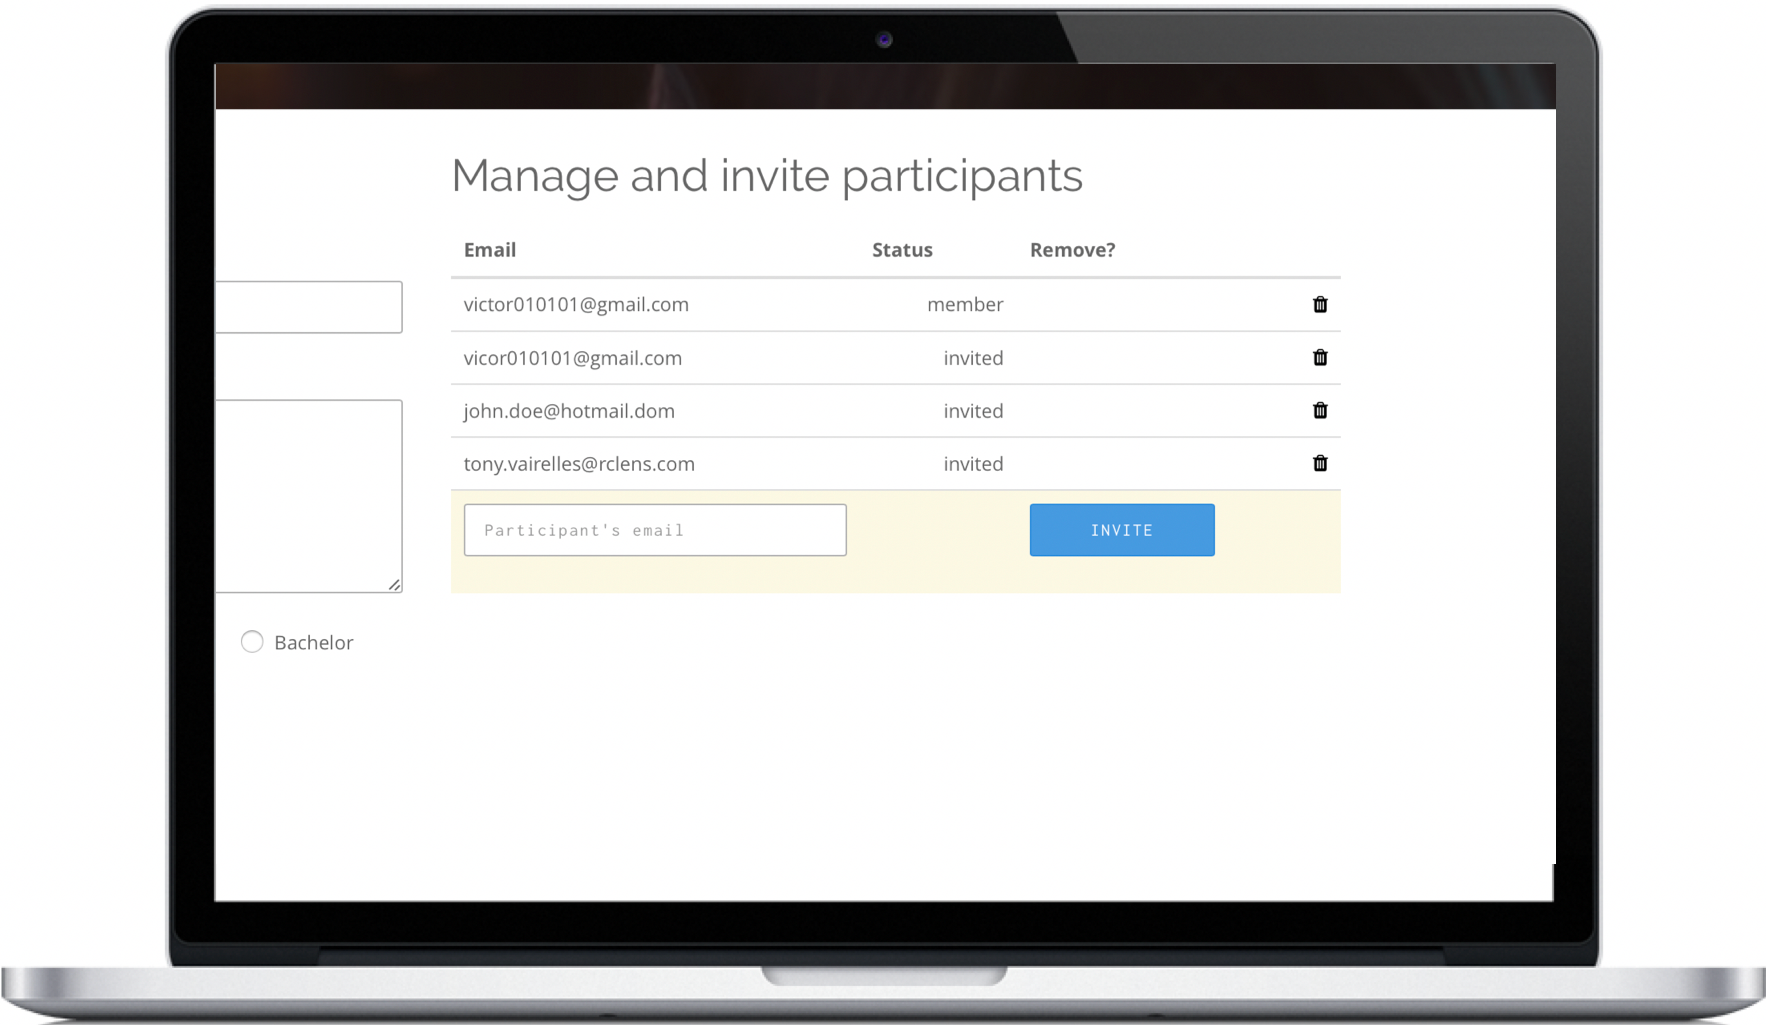 Manage and invite participants
Email Status Remove?
victor010101@gmail.com member
vicor010101@gmail.com invited
john.doe@hotmail.dom invited
tony.vairelles@rclens.com invited
Participant's email INVITE
Bachelor